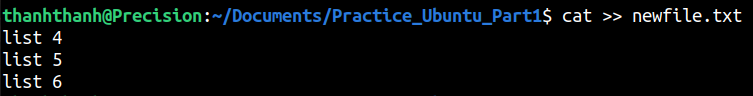 thanhthanh@Precision:~/Documents/Practice_Ubuntu_Part1$ cat >> newfile.txt
list 4
list 5
list 6